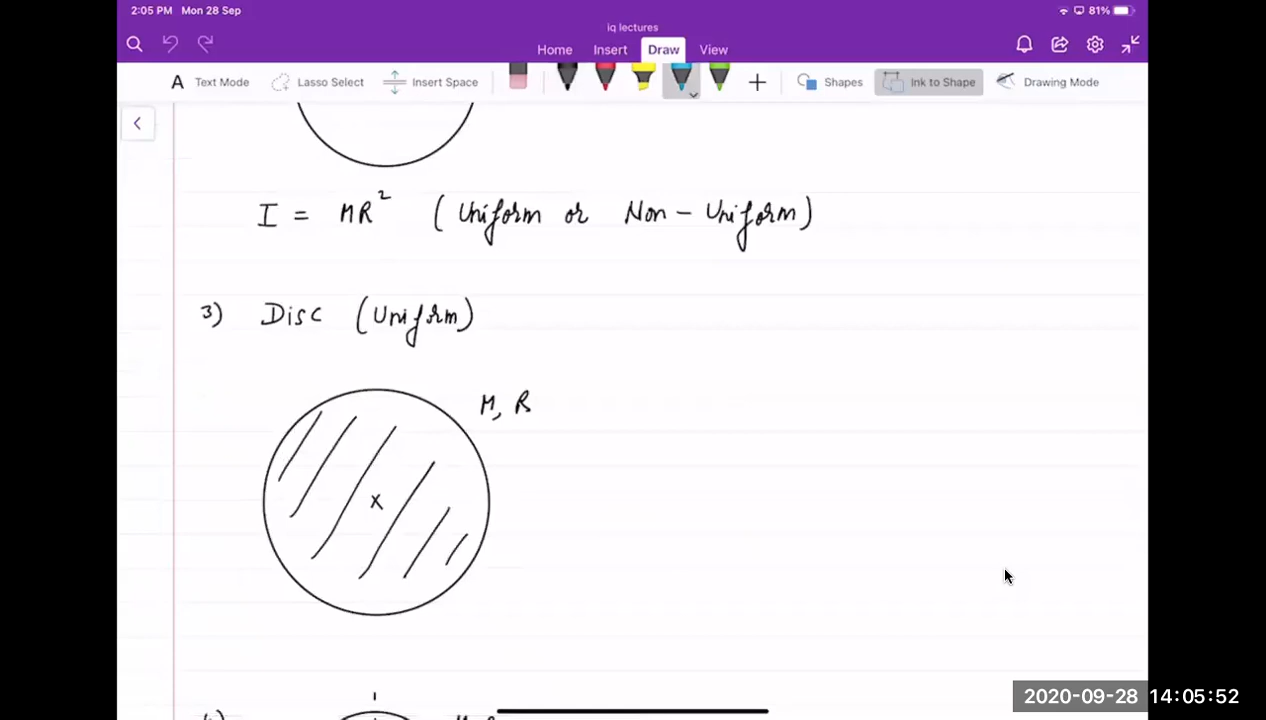 2:05 PM Mon 28 Sep
81%
iq lectures
Home Insert Draw View
A Text Mode Lasso Select Insert Space Shapes Ink to Shape Drawing Mode
I = MR² (Uniform or Non-Uniform)
3) Disc (Uniform)
M, R
x
2020-09-28 14:05:52